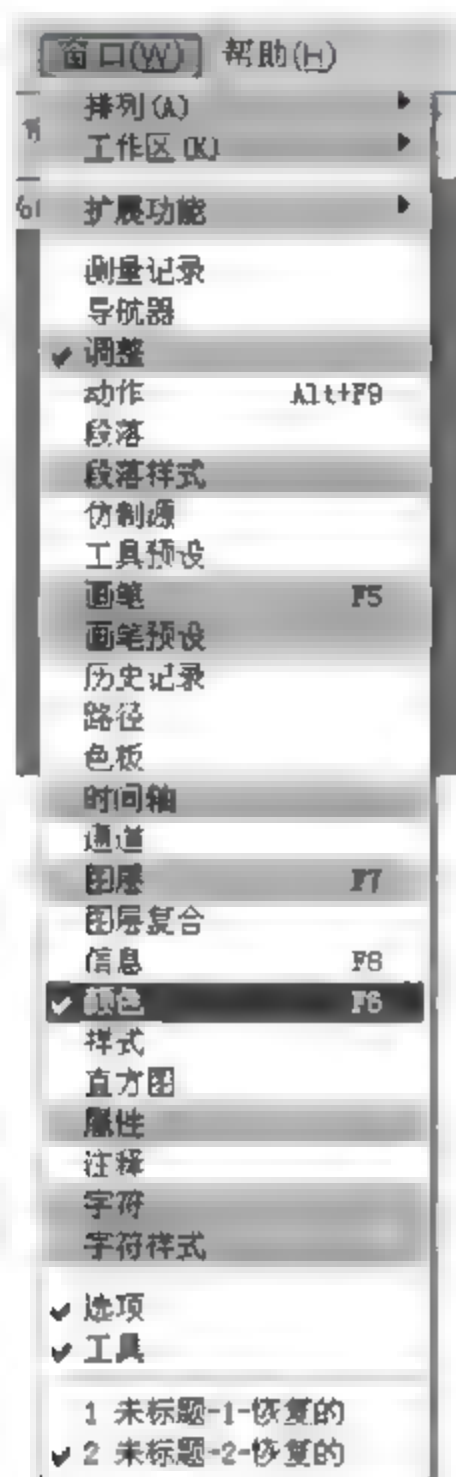 窗口(W) 帮助(H)
排列(A)
工作区(K)
扩展功能
测量记录
导航器
调整
动作 Alt+F9
段落
段落样式
仿制源
工具预设
画笔 F5
画笔预设
历史记录
路径
色板
时间轴
通道
图层 F7
图层复合
信息 F8
颜色 F6
样式
直方图
属性
注释
字符
字符样式
选项
工具
1 未标题-1-恢复的
2 未标题-2-恢复的